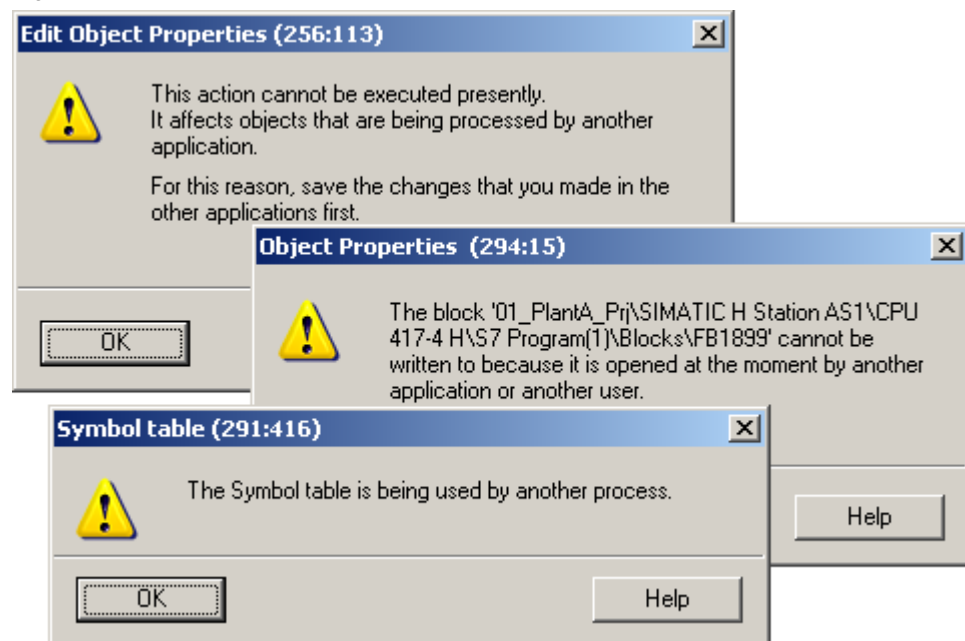 Edit Object Properties (256:113)
This action cannot be executed presently.
It affects objects that are being processed by another
application.
For this reason, save the changes that you made in the
other applications first.
OK
Object Properties (294:15)
The block '01_PlantA_Prj\SIMATIC H Station AS1\CPU
417-4 H\S7 Program(1)\Blocks\FB1899' cannot be
written to because it is opened at the moment by another
application or another user.
Help
Symbol table (291:416)
The Symbol table is being used by another process.
OK
Help